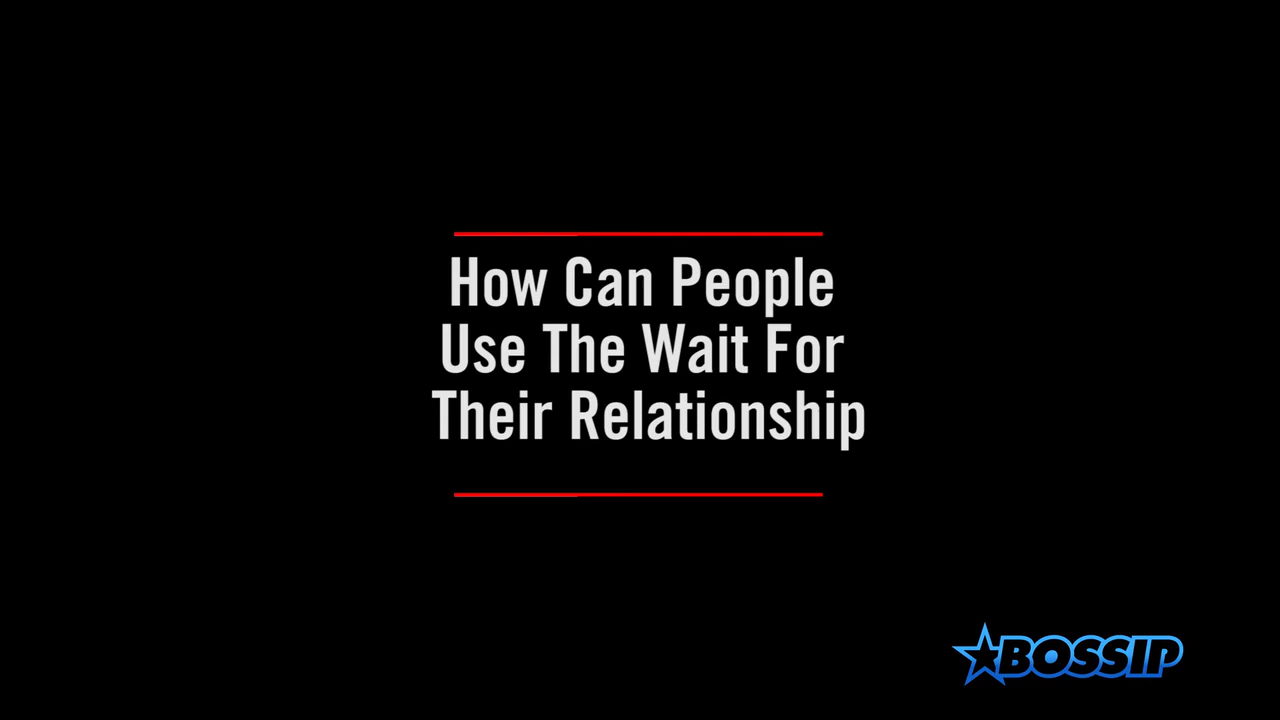 How Can People
Use The Wait For
Their Relationship
BOSSIP